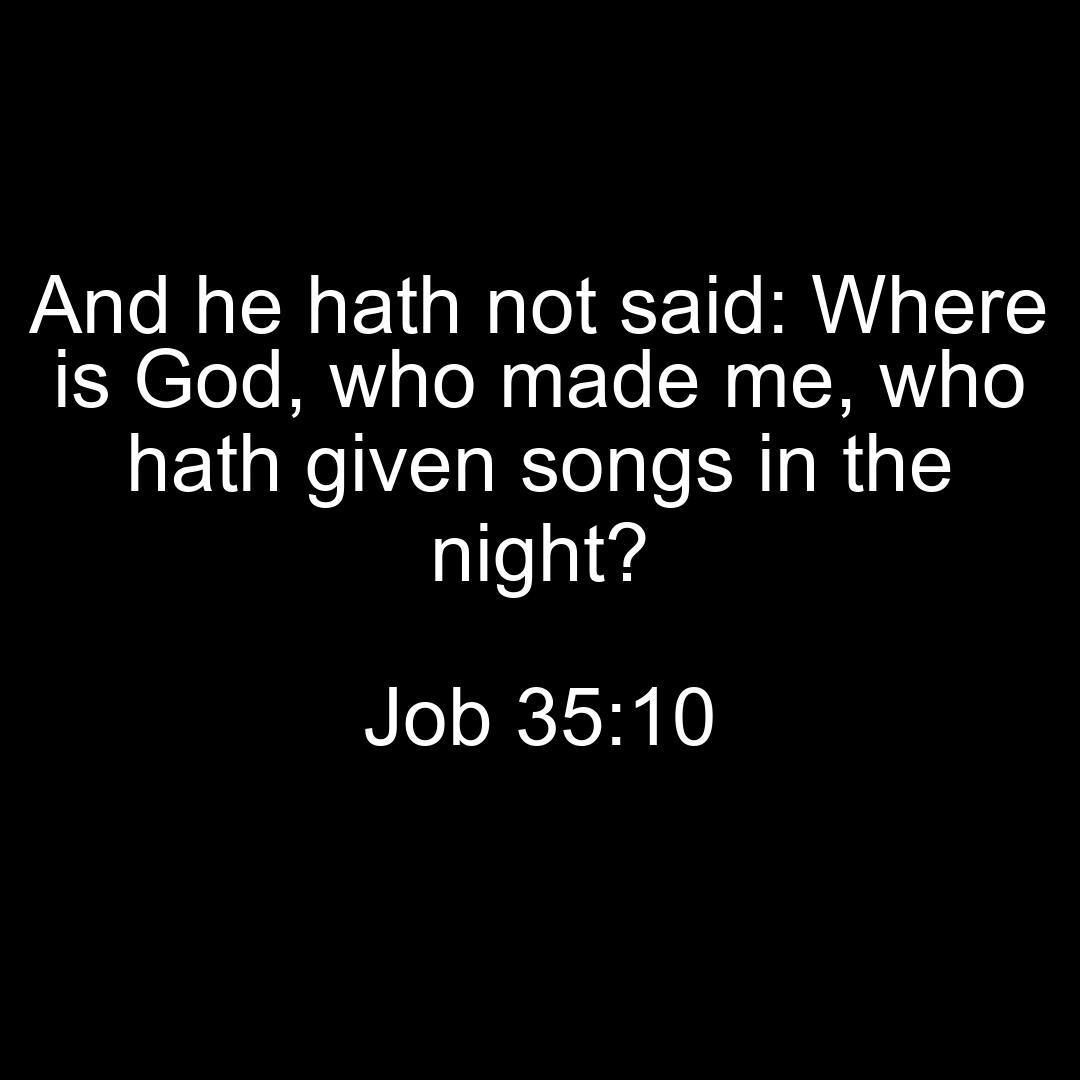 And he hath not said: Where
is God, who made me, who
hath given songs in the
night?
Job 35:10